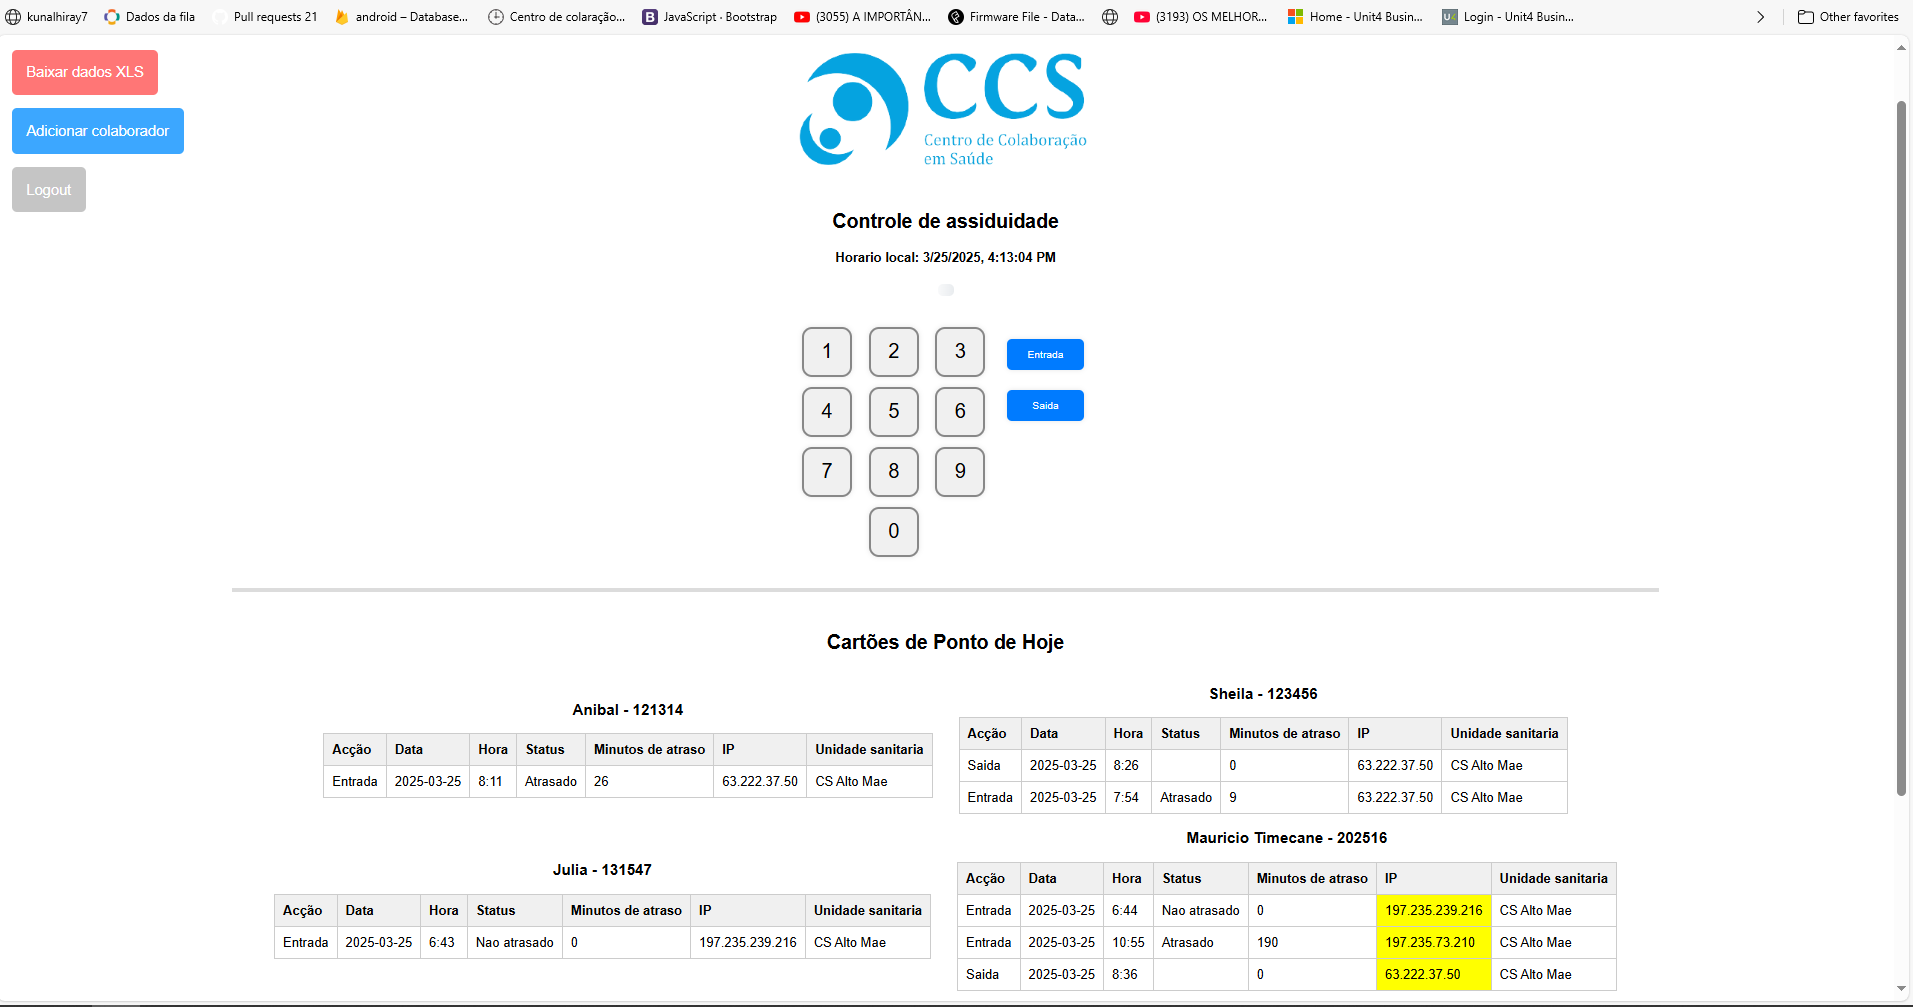 kunalhiray7 Dados da fila Pull requests 21 android – Database... Centro de colaração... JavaScript · Bootstrap (3055) A IMPORTÂN... Firmware File - Data... (3193) OS MELHOR... Home - Unit4 Busin... U4 Login - Unit4 Busin... Other favorites
Baixar dados XLS
Adicionar colaborador
Logout
CCS
Centro de Colaboração
em Saúde
Controle de assiduidade
Horario local: 3/25/2025, 4:13:04 PM
1 2 3 Entrada
4 5 6 Saida
7 8 9
0
Cartões de Ponto de Hoje
Anibal - 121314
Acção Data Hora Status Minutos de atraso IP Unidade sanitaria
Entrada 2025-03-25 8:11 Atrasado 26 63.222.37.50 CS Alto Mae
Sheila - 123456
Acção Data Hora Status Minutos de atraso IP Unidade sanitaria
Saida 2025-03-25 8:26 0 63.222.37.50 CS Alto Mae
Entrada 2025-03-25 7:54 Atrasado 9 63.222.37.50 CS Alto Mae
Julia - 131547
Acção Data Hora Status Minutos de atraso IP Unidade sanitaria
Entrada 2025-03-25 6:43 Nao atrasado 0 197.235.239.216 CS Alto Mae
Mauricio Timecane - 202516
Acção Data Hora Status Minutos de atraso IP Unidade sanitaria
Entrada 2025-03-25 6:44 Nao atrasado 0 197.235.239.216 CS Alto Mae
Entrada 2025-03-25 10:55 Atrasado 190 197.235.73.210 CS Alto Mae
Saida 2025-03-25 8:36 0 63.222.37.50 CS Alto Mae